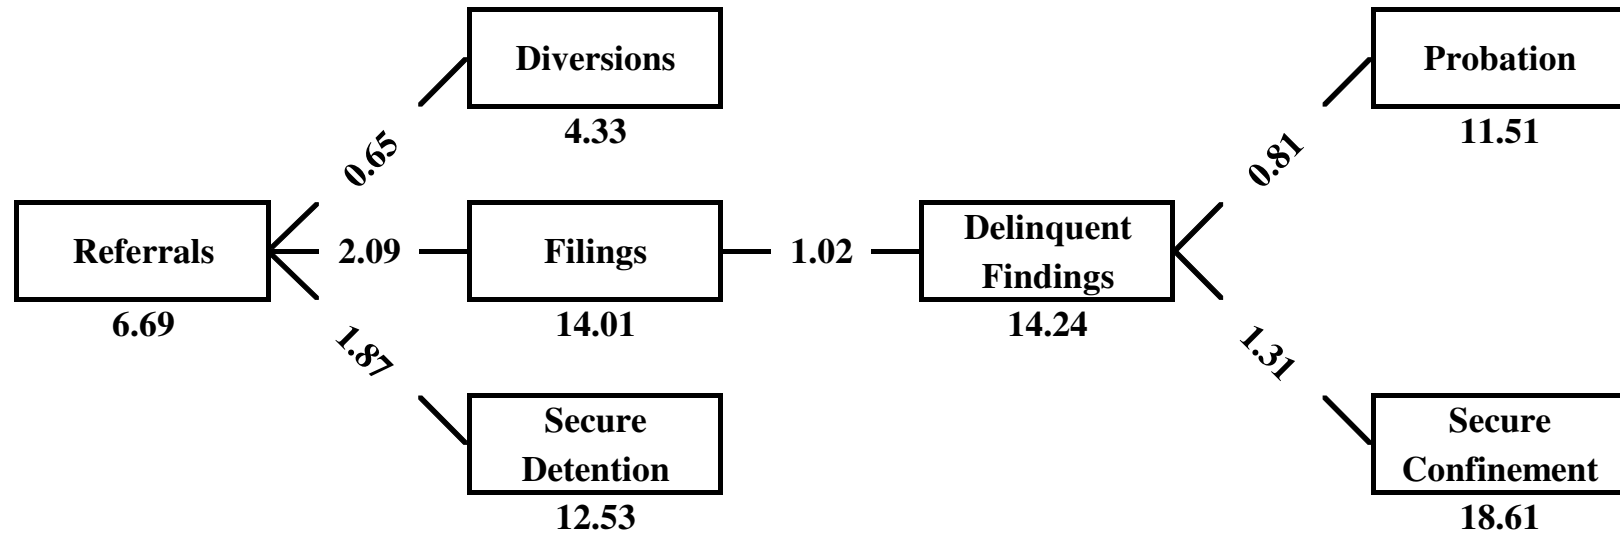 Diversions
4.33
Probation
11.51
0.65
0.81
Referrals
6.69
2.09
Filings
14.01
1.02
Delinquent
Findings
14.24
1.87
1.31
Secure
Detention
12.53
Secure
Confinement
18.61